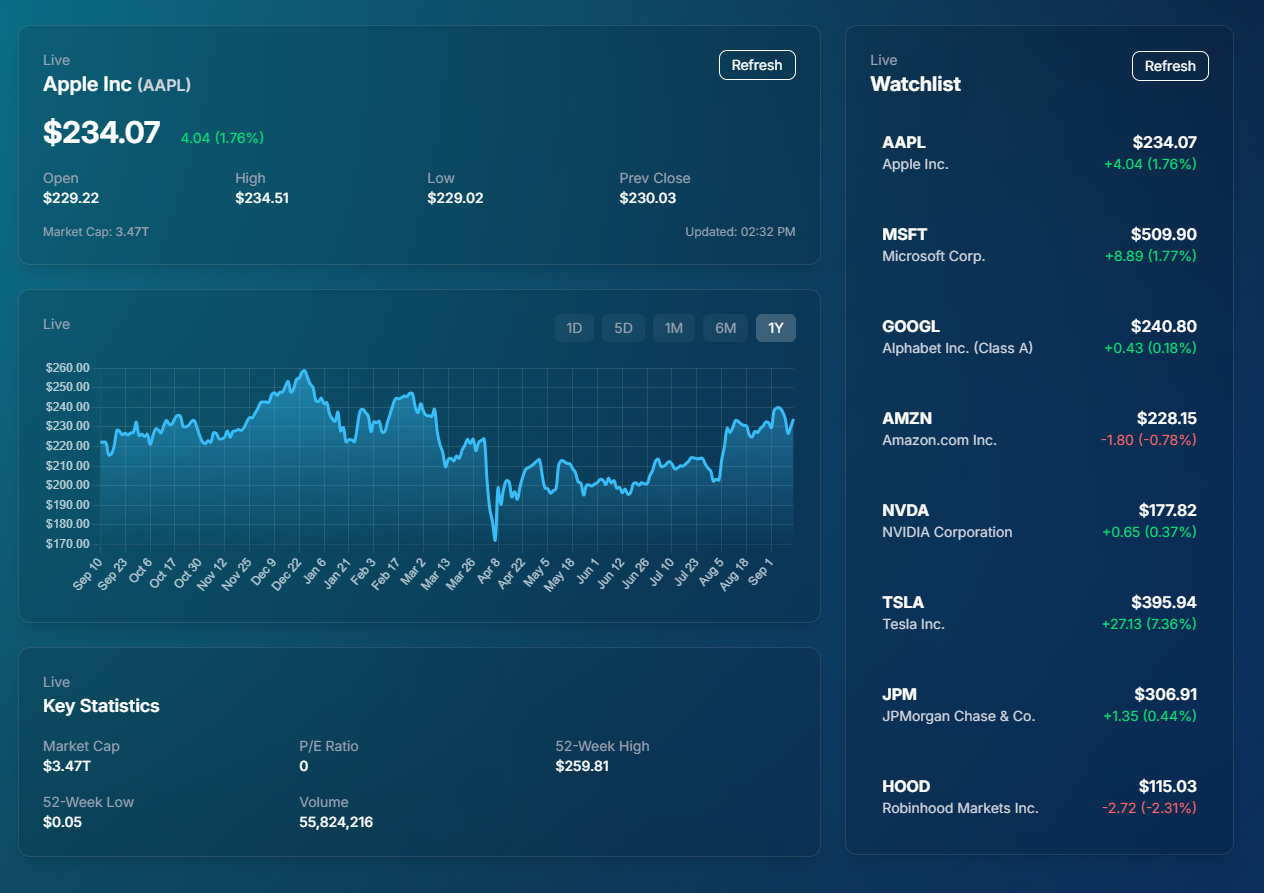 Live
Apple Inc (AAPL)
Refresh
$234.07 4.04 (1.76%)
Open High Low Prev Close
$229.22 $234.51 $229.02 $230.03
Market Cap: 3.47T Updated: 02:32 PM
Live
1D 5D 1M 6M 1Y
$260.00
$250.00
$240.00
$230.00
$220.00
$210.00
$200.00
$190.00
$180.00
$170.00
Sep 10 Sep 23 Oct 6 Oct 17 Oct 30 Nov 12 Nov 25 Dec 9 Dec 22 Jan 6 Jan 21 Feb 3 Feb 17 Mar 2 Mar 13 Mar 26 Apr 8 Apr 22 May 5 May 18 Jun 1 Jun 12 Jun 26 Jul 10 Jul 23 Aug 5 Aug 18 Sep 1
Live
Key Statistics
Market Cap P/E Ratio 52-Week High
$3.47T 0 $259.81
52-Week Low Volume
$0.05 55,824,216
Live
Watchlist
Refresh
AAPL $234.07
Apple Inc. +4.04 (1.76%)
MSFT $509.90
Microsoft Corp. +8.89 (1.77%)
GOOGL $240.80
Alphabet Inc. (Class A) +0.43 (0.18%)
AMZN $228.15
Amazon.com Inc. -1.80 (-0.78%)
NVDA $177.82
NVIDIA Corporation +0.65 (0.37%)
TSLA $395.94
Tesla Inc. +27.13 (7.36%)
JPM $306.91
JPMorgan Chase & Co. +1.35 (0.44%)
HOOD $115.03
Robinhood Markets Inc. -2.72 (-2.31%)